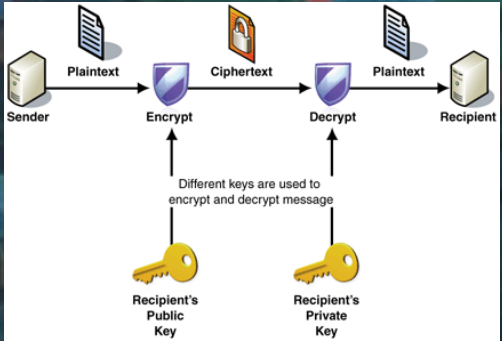 Plaintext
Ciphertext
Plaintext
Sender
Encrypt
Decrypt
Recipient
Different keys are used to
encrypt and decrypt message
Recipient's
Public
Key
Recipient's
Private
Key